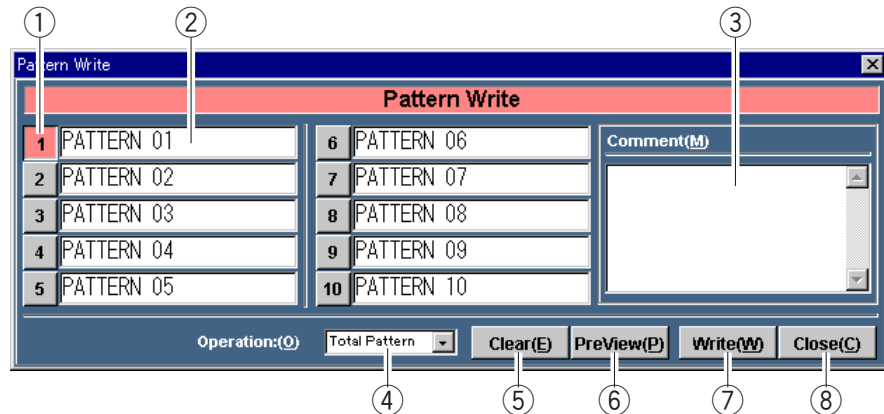 ① ② ③
Pattern Write
Pattern Write
1 PATTERN 01
2 PATTERN 02
3 PATTERN 03
4 PATTERN 04
5 PATTERN 05
6 PATTERN 06
7 PATTERN 07
8 PATTERN 08
9 PATTERN 09
10 PATTERN 10
Comment(M)
Operation:(O) Total Pattern Clear(E) PreView(P) Write(W) Close(C)
④ ⑤ ⑥ ⑦ ⑧